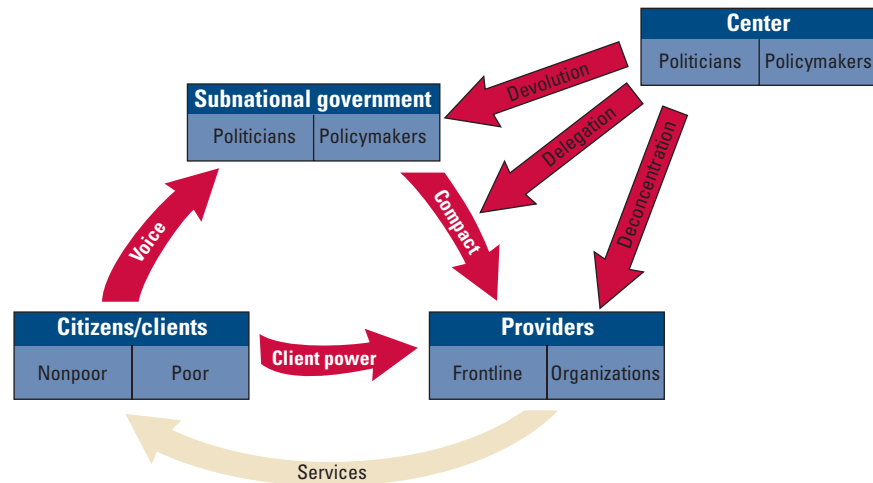 Center
Politicians Policymakers
Devolution
Subnational government
Politicians Policymakers
Delegation
Deconcentration
Voice
Compact
Citizens/clients
Nonpoor Poor
Client power
Providers
Frontline Organizations
Services